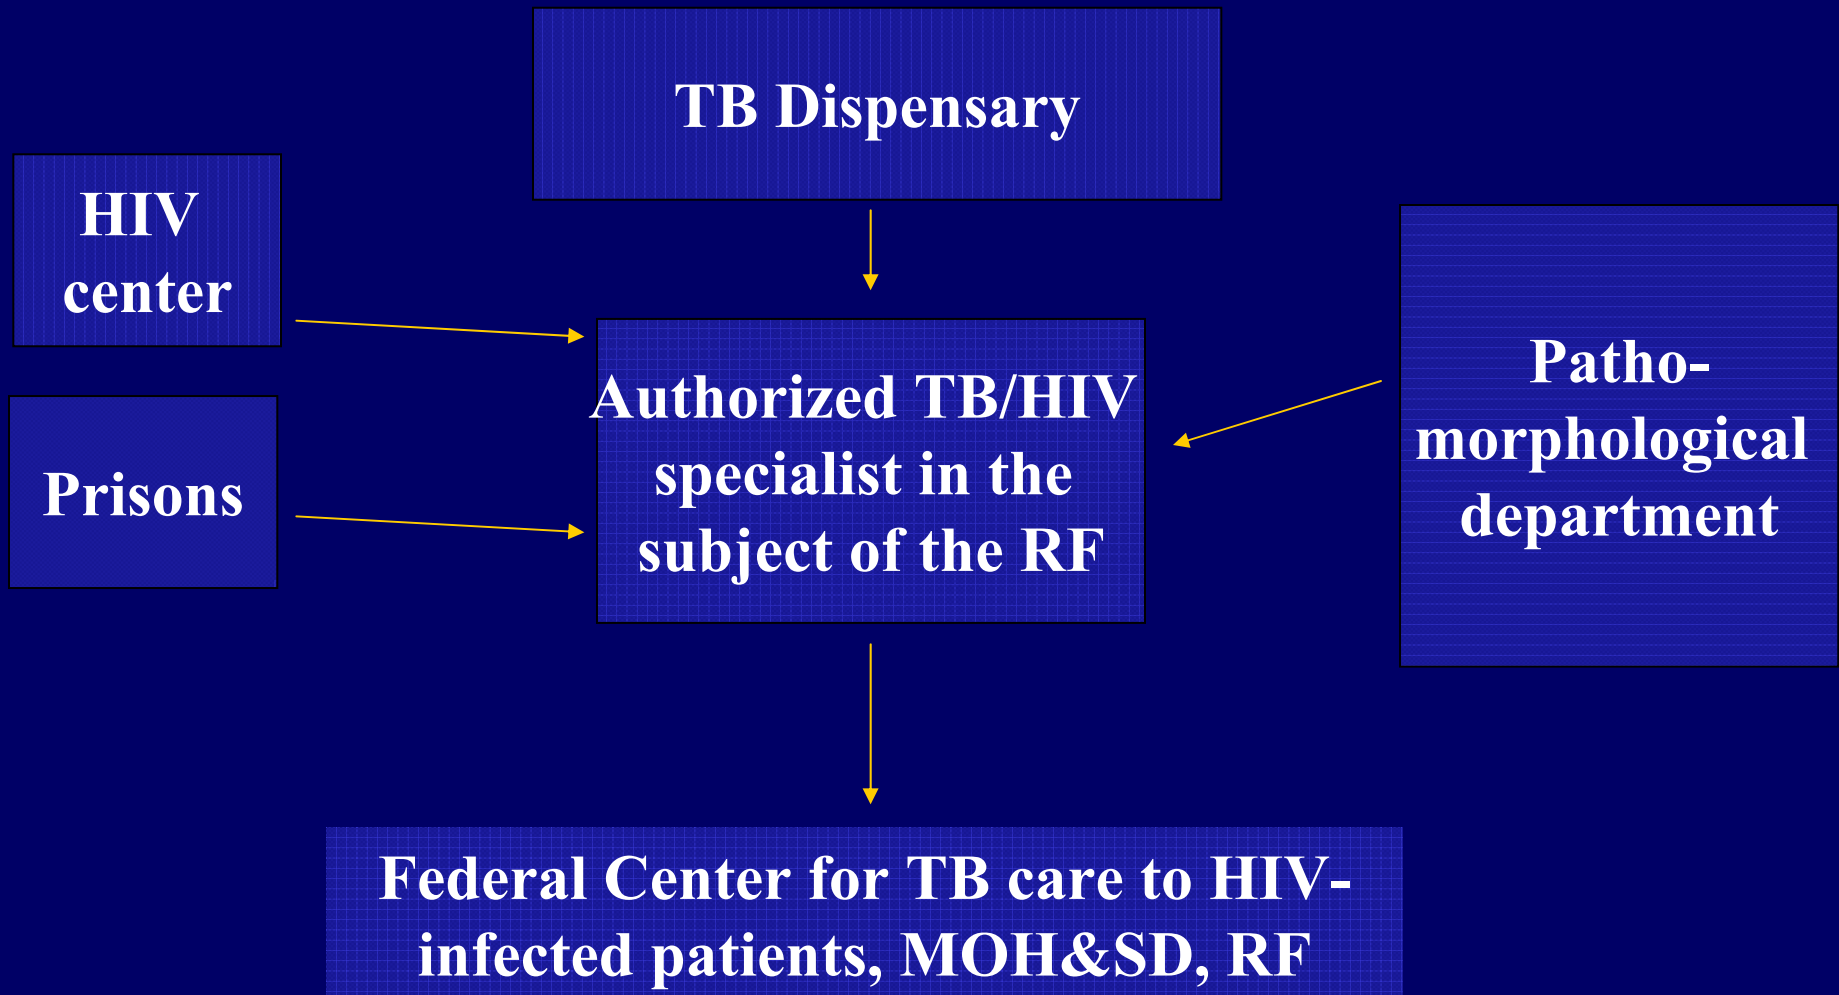 TB Dispensary
HIV
center
Prisons
Authorized TB/HIV
specialist in the
subject of the RF
Patho-
morphological
department
Federal Center for TB care to HIV-
infected patients, MOH&SD, RF